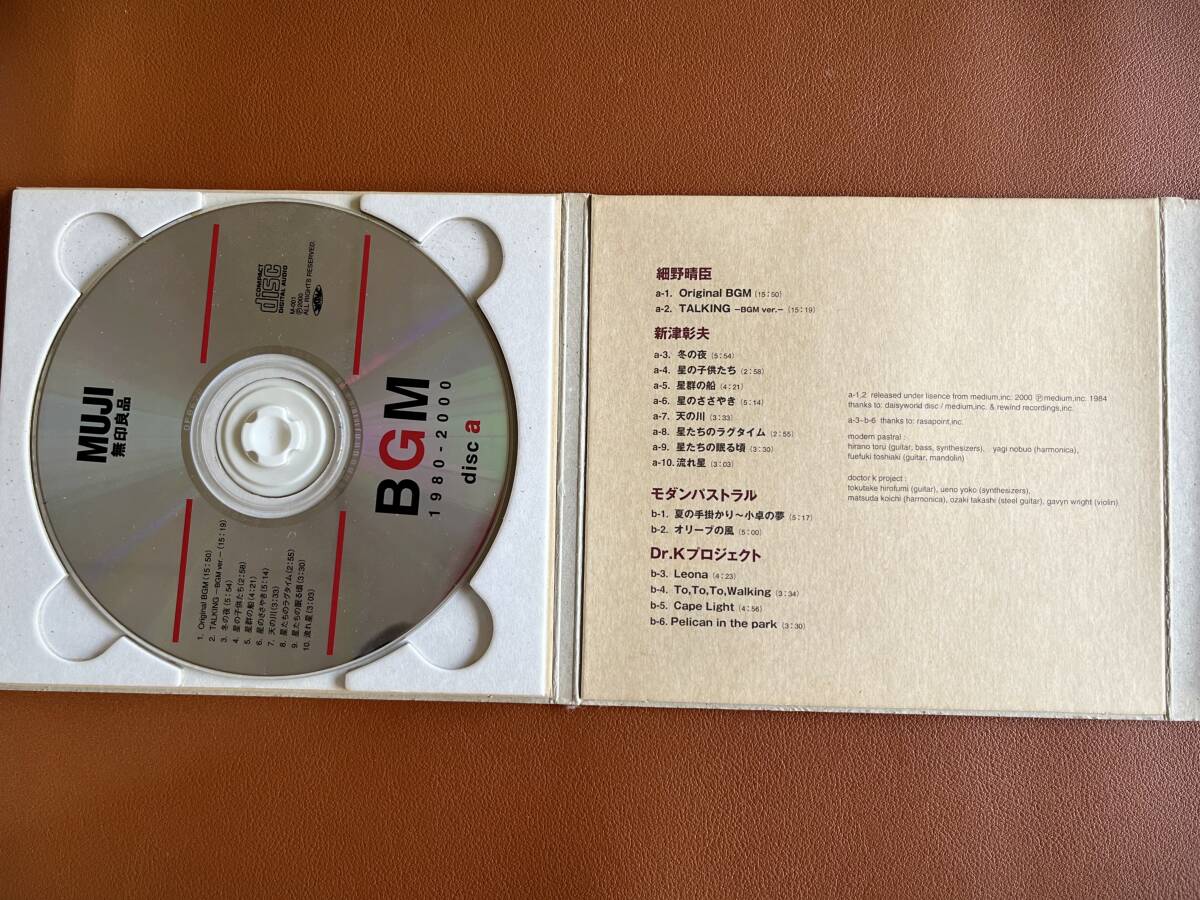 MUJI
無印良品
BGM
1980-2000
disc a
COMPACT
disc
DIGITAL AUDIO
M-001
Ⓟ2000
ALL RIGHTS RESERVED.
1. Original BGM (15:50)
2. TALKING −BGM ver.− (15:19)
3. 冬の夜 (5:54)
4. 星の子供たち (2:58)
5. 星群の船 (4:21)
6. 星のささやき (5:14)
7. 天の川 (3:33)
8. 星たちのラグタイム (2:55)
9. 星たちの眠る頃 (3:30)
10. 流れ星 (3:03)
細野晴臣
a-1. Original BGM (15:50)
a-2. TALKING −BGM ver.− (15:19)
新津彰夫
a-3. 冬の夜 (5:54)
a-4. 星の子供たち (2:58)
a-5. 星群の船 (4:21)
a-6. 星のささやき (5:14)
a-7. 天の川 (3:33)
a-8. 星たちのラグタイム (2:55)
a-9. 星たちの眠る頃 (3:30)
a-10. 流れ星 (3:03)
モダンパストラル
b-1. 夏の手掛かり〜小卓の夢 (5:17)
b-2. オリーブの風 (5:00)
Dr.Kプロジェクト
b-3. Leona (4:23)
b-4. To,To,To,Walking (3:34)
b-5. Cape Light (4:56)
b-6. Pelican in the park (3:30)
a-1,2 released under lisence from medium,inc. 2000 Ⓟmedium,inc. 1984
thanks to: daisyworld disc / medium,inc. & rewind recordings,inc.
a-3~b-6 thanks to: rasapoint,inc.
modern pastral :
hirano toru (guitar, bass, synthesizers), yagi nobuo (harmonica),
fuefuki toshiaki (guitar, mandolin)
doctor k project :
tokutake hirofumi (guitar), ueno yoko (synthesizers),
matsuda koichi (harmonica), ozaki takashi (steel guitar), gavyn wright (violin)